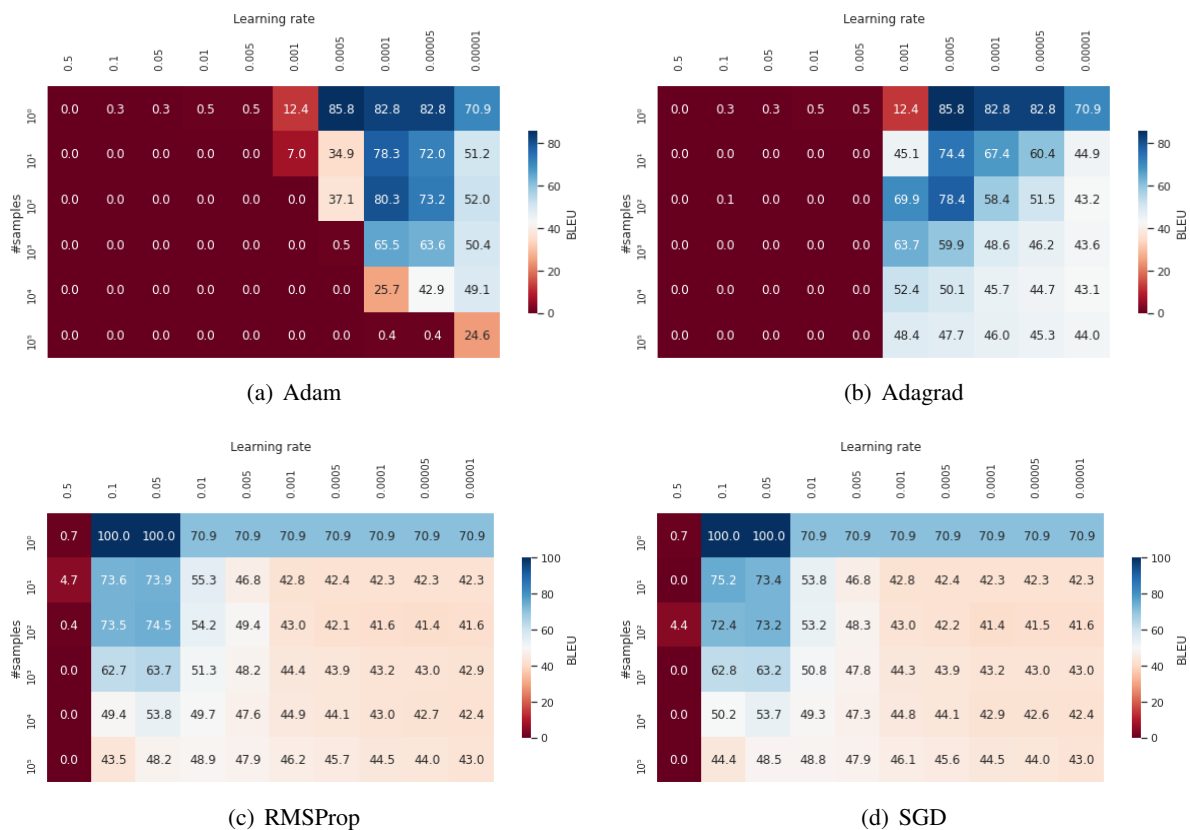 Learning rate
0.5 0.1 0.05 0.01 0.005 0.001 0.00005 0.0001 0.00005 0.00001
10⁰ 0.0 0.3 0.3 0.5 0.5 12.4 85.8 82.8 82.8 70.9
10¹ 0.0 0.0 0.0 0.0 0.0 7.0 34.9 78.3 72.0 51.2
10² 0.0 0.0 0.0 0.0 0.0 0.0 37.1 80.3 73.2 52.0
10³ 0.0 0.0 0.0 0.0 0.0 0.0 0.5 65.5 63.6 50.4
10⁴ 0.0 0.0 0.0 0.0 0.0 0.0 0.0 25.7 42.9 49.1
10⁵ 0.0 0.0 0.0 0.0 0.0 0.0 0.0 0.4 0.4 24.6
#samples
80
60
40
20
0
BLEU
(a) Adam
Learning rate
0.5 0.1 0.05 0.01 0.005 0.001 0.00005 0.0001 0.00005 0.00001
10⁰ 0.0 0.3 0.3 0.5 0.5 12.4 85.8 82.8 82.8 70.9
10¹ 0.0 0.0 0.0 0.0 0.0 45.1 74.4 67.4 60.4 44.9
10² 0.0 0.1 0.0 0.0 0.0 69.9 78.4 58.4 51.5 43.2
10³ 0.0 0.0 0.0 0.0 0.0 63.7 59.9 48.6 46.2 43.6
10⁴ 0.0 0.0 0.0 0.0 0.0 52.4 50.1 45.7 44.7 43.1
10⁵ 0.0 0.0 0.0 0.0 0.0 48.4 47.7 46.0 45.3 44.0
#samples
80
60
40
20
0
BLEU
(b) Adagrad
Learning rate
0.5 0.1 0.05 0.01 0.005 0.001 0.00005 0.0001 0.00005 0.00001
10⁰ 0.7 100.0 100.0 70.9 70.9 70.9 70.9 70.9 70.9 70.9
10¹ 4.7 73.6 73.9 55.3 46.8 42.8 42.4 42.3 42.3 42.3
10² 0.4 73.5 74.5 54.2 49.4 43.0 42.1 41.6 41.4 41.6
10³ 0.0 62.7 63.7 51.3 48.2 44.4 43.9 43.2 43.0 42.9
10⁴ 0.0 49.4 53.8 49.7 47.6 44.9 44.1 43.0 42.7 42.4
10⁵ 0.0 43.5 48.2 48.9 47.9 46.2 45.7 44.5 44.0 43.0
#samples
100
80
60
40
20
0
BLEU
(c) RMSProp
Learning rate
0.5 0.1 0.05 0.01 0.005 0.001 0.00005 0.0001 0.00005 0.00001
10⁰ 0.7 100.0 100.0 70.9 70.9 70.9 70.9 70.9 70.9 70.9
10¹ 0.0 75.2 73.4 53.8 46.8 42.8 42.4 42.3 42.3 42.3
10² 4.4 72.4 73.2 53.2 48.3 43.0 42.2 41.4 41.5 41.6
10³ 0.0 62.8 63.2 50.8 47.8 44.3 43.9 43.2 43.0 43.0
10⁴ 0.0 50.2 53.7 49.3 47.3 44.8 44.1 42.9 42.6 42.4
10⁵ 0.0 44.4 48.5 48.8 47.9 46.1 45.6 44.5 44.0 43.0
#samples
100
80
60
40
20
0
BLEU
(d) SGD